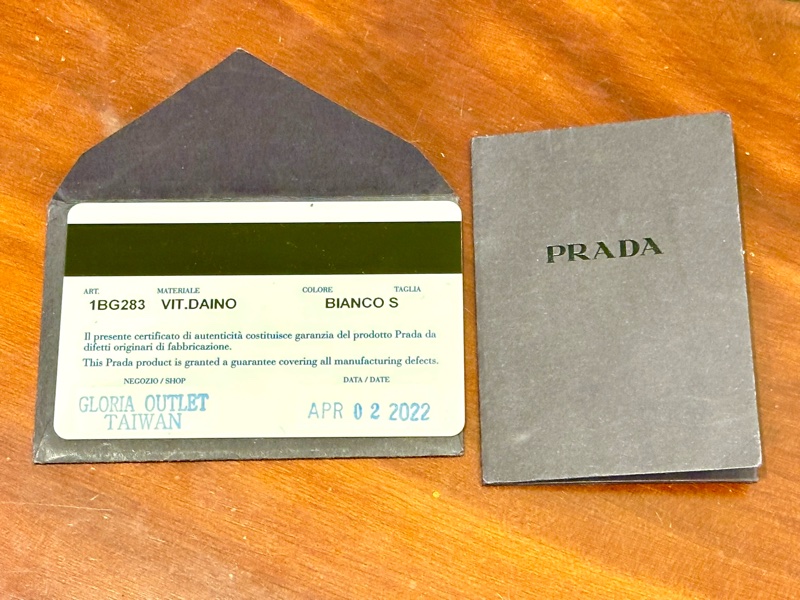 ART. MATERIALE COLORE TAGLIA
1BG283 VIT.DAINO BIANCO S
Il presente certificato di autenticità costituisce garanzia del prodotto Prada da
difetti originari di fabbricazione.
This Prada product is granted a guarantee covering all manufacturing defects.
NEGOZIO / SHOP DATA / DATE
GLORIA OUTLET
TAIWAN
APR 02 2022
PRADA